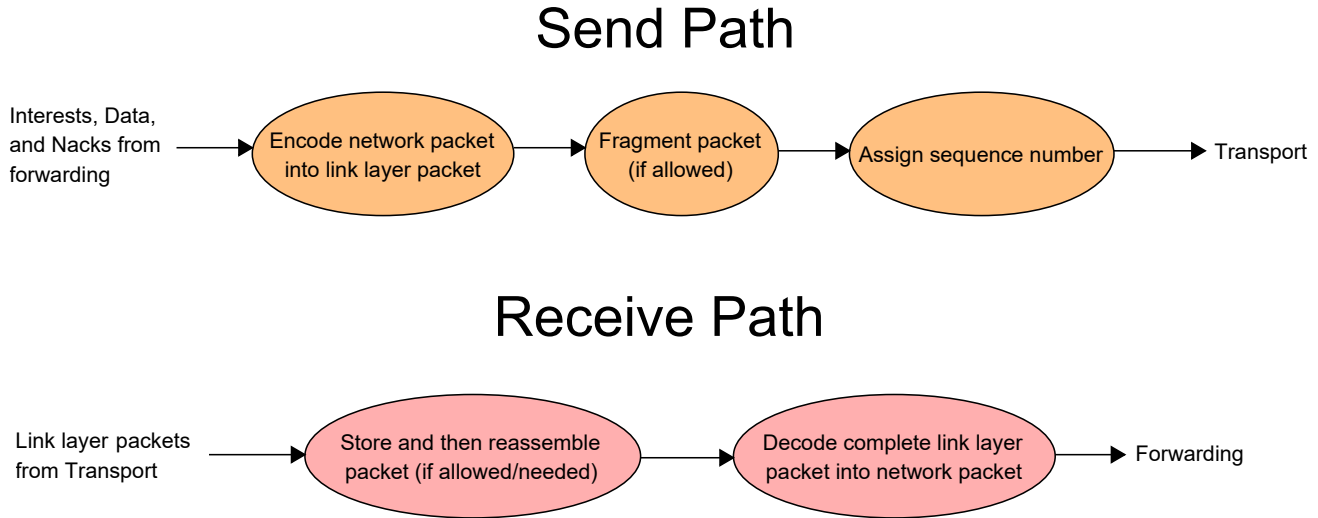 Send Path
Interests, Data,
and Nacks from
forwarding
Encode network packet
into link layer packet
Fragment packet
(if allowed)
Assign sequence number
Transport
Receive Path
Link layer packets
from Transport
Store and then reassemble
packet (if allowed/needed)
Decode complete link layer
packet into network packet
Forwarding